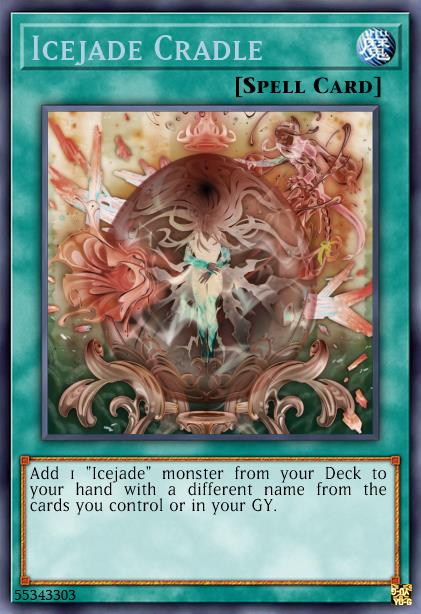 Icejade Cradle
魔
[Spell Card]
Add 1 "Icejade" monster from your Deck to
your hand with a different name from the
cards you control or in your GY.
55343303